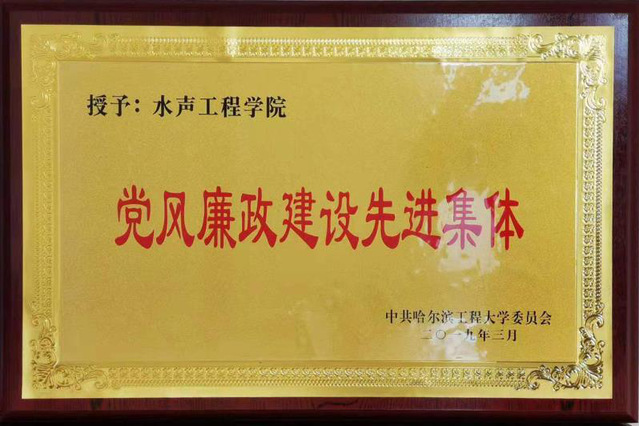 授予：水声工程学院
党风廉政建设先进集体
中共哈尔滨工程大学委员会
二〇一九年三月